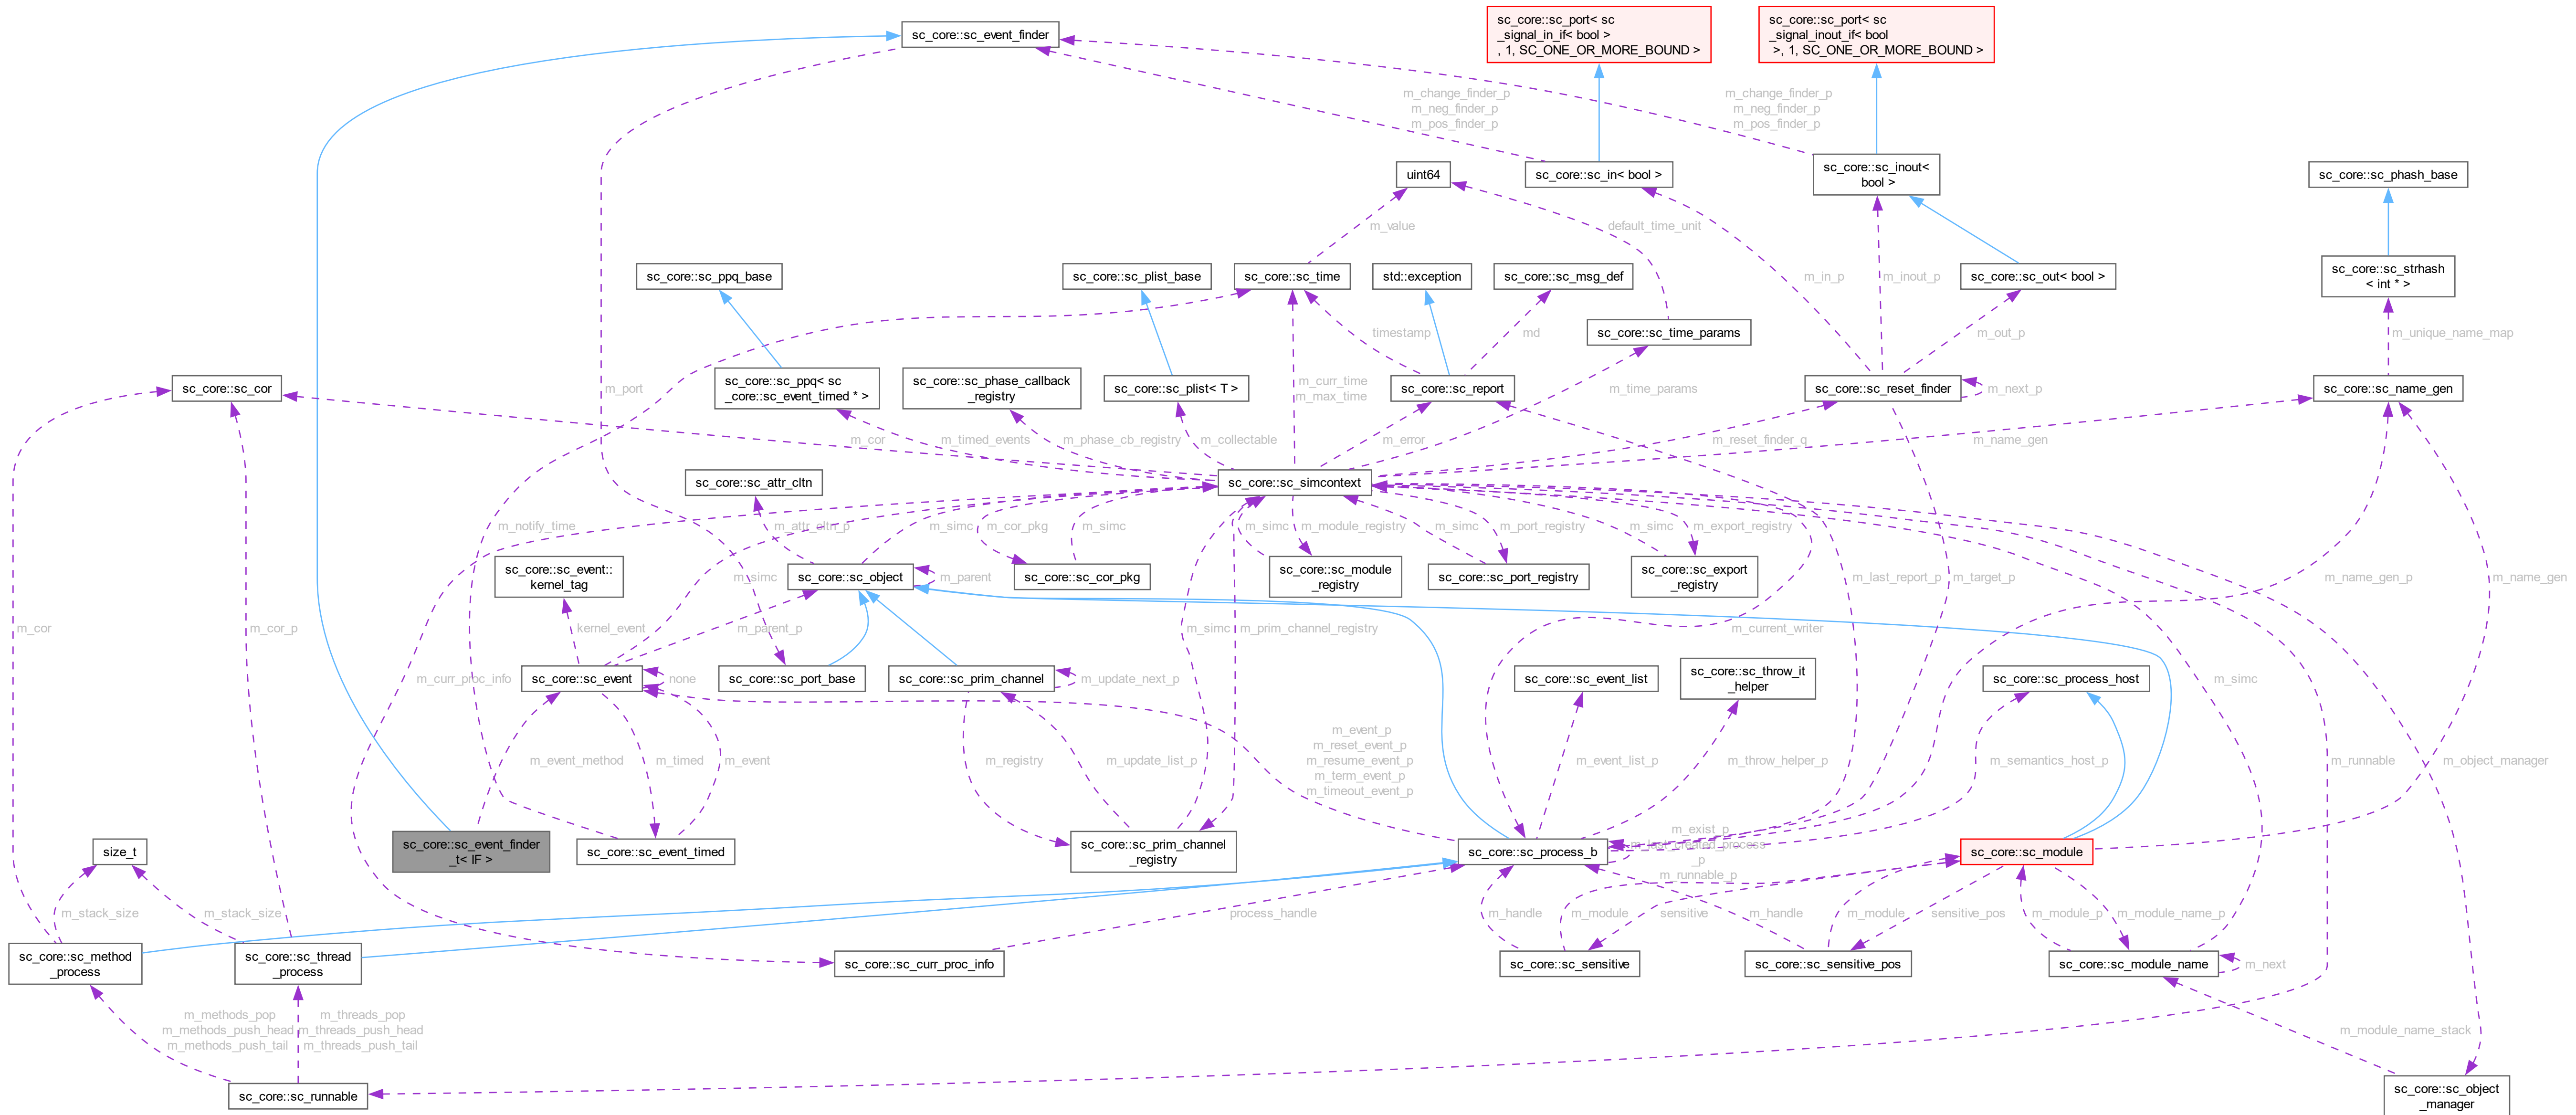 sc_core::sc_port< sc
_signal_in_if< bool >
, 1, SC_ONE_OR_MORE_BOUND >
sc_core::sc_port< sc
_signal_inout_if< bool
>, 1, SC_ONE_OR_MORE_BOUND >
sc_core::sc_event_finder
m_change_finder_p
m_neg_finder_p
m_pos_finder_p
m_change_finder_p
m_neg_finder_p
m_pos_finder_p
uint64
sc_core::sc_in< bool >
sc_core::sc_inout<
bool >
sc_core::sc_phash_base
m_value
default_time_unit
sc_core::sc_ppq_base
sc_core::sc_plist_base
sc_core::sc_time
std::exception
sc_core::sc_msg_def
m_in_p
m_inout_p
sc_core::sc_out< bool >
sc_core::sc_strhash
< int * >
timestamp
md
sc_core::sc_time_params
m_out_p
m_unique_name_map
m_port
sc_core::sc_cor
sc_core::sc_ppq< sc
_core::sc_event_timed * >
sc_core::sc_phase_callback
_registry
sc_core::sc_plist< T >
m_curr_time
m_max_time
sc_core::sc_report
m_time_params
sc_core::sc_reset_finder
m_next_p
sc_core::sc_name_gen
m_cor
m_timed_events
m_phase_cb_registry
m_collectable
m_error
m_reset_finder_q
m_name_gen
sc_core::sc_attr_cltn
sc_core::sc_simcontext
m_notify_time
m_attr_cltn_p
m_simc
m_cor_pkg
m_simc
m_simc
m_module_registry
m_simc
m_port_registry
m_simc
m_export_registry
sc_core::sc_event::
kernel_tag
m_simc
sc_core::sc_object
m_parent
sc_core::sc_cor_pkg
sc_core::sc_module
_registry
sc_core::sc_port_registry
sc_core::sc_export
_registry
m_last_report_p
m_target_p
m_name_gen_p
m_name_gen
m_cor
m_cor_p
kernel_event
m_parent_p
m_simc
m_prim_channel_registry
m_current_writer
m_curr_proc_info
sc_core::sc_event
none
sc_core::sc_port_base
sc_core::sc_prim_channel
m_update_next_p
sc_core::sc_event_list
sc_core::sc_throw_it
_helper
sc_core::sc_process_host
m_simc
m_event_method
m_timed
m_event
m_registry
m_update_list_p
m_event_p
m_reset_event_p
m_resume_event_p
m_term_event_p
m_timeout_event_p
m_event_list_p
m_throw_helper_p
m_semantics_host_p
m_runnable
m_object_manager
size_t
sc_core::sc_event_finder
_t< IF >
sc_core::sc_event_timed
sc_core::sc_prim_channel
_registry
sc_core::sc_process_b
m_exist_p
m_last_created_process
_p
m_runnable_p
sc_core::sc_module
m_stack_size
m_stack_size
process_handle
m_handle
m_module
sensitive
m_handle
m_module
sensitive_pos
m_module_p
m_module_name_p
sc_core::sc_method
_process
sc_core::sc_thread
_process
sc_core::sc_curr_proc_info
sc_core::sc_sensitive
sc_core::sc_sensitive_pos
sc_core::sc_module_name
m_next
m_methods_pop
m_methods_push_head
m_methods_push_tail
m_threads_pop
m_threads_push_head
m_threads_push_tail
m_module_name_stack
sc_core::sc_runnable
sc_core::sc_object
_manager